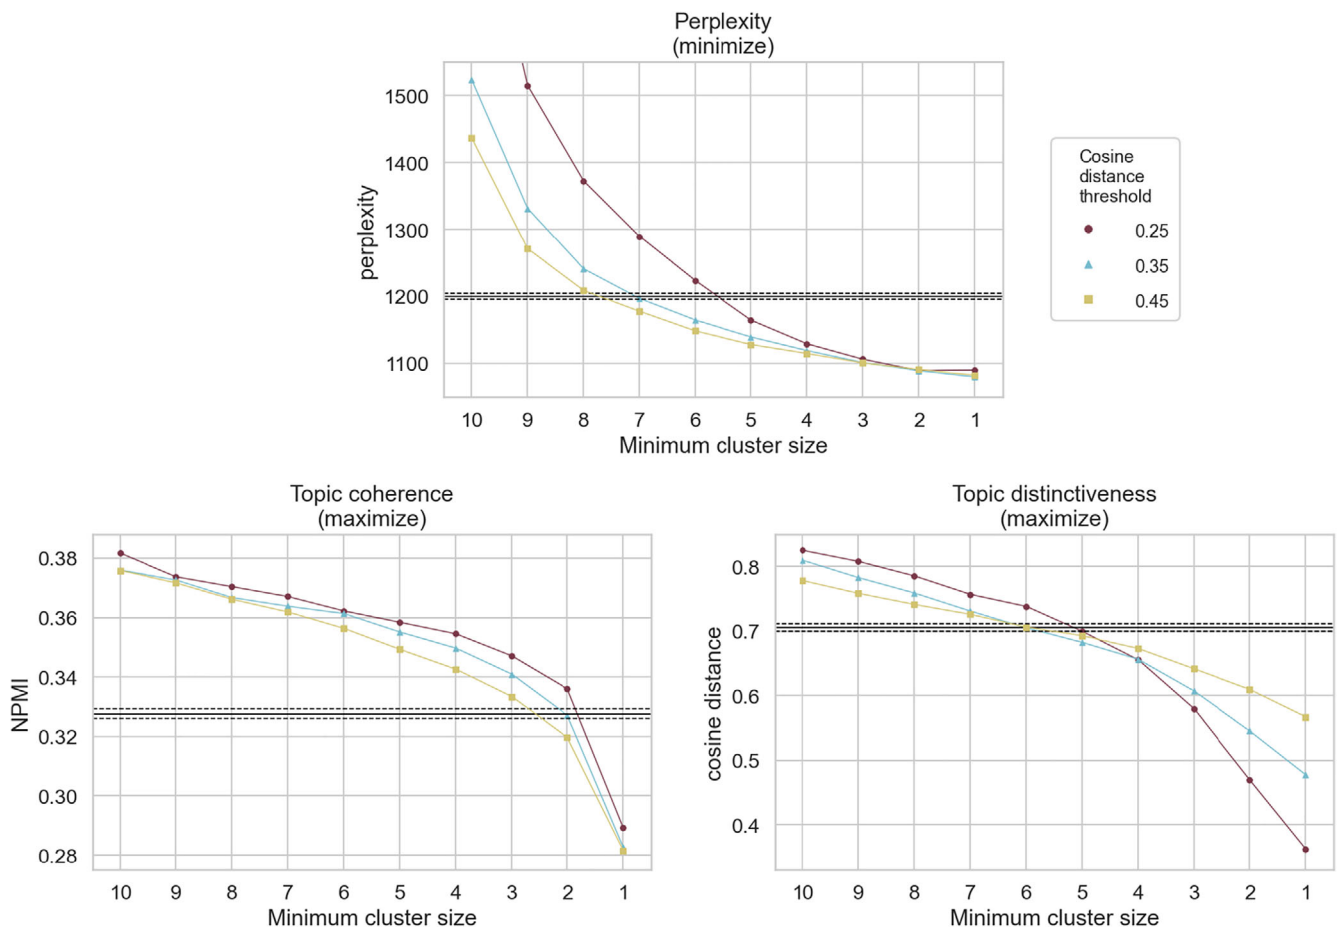 Perplexity
(minimize)
1500
1400
1300
1200
1100
perplexity
10 9 8 7 6 5 4 3 2 1
Minimum cluster size
Cosine
distance
threshold
0.25
0.35
0.45
Topic coherence
(maximize)
0.38
0.36
0.34
0.32
0.30
0.28
NPMI
10 9 8 7 6 5 4 3 2 1
Minimum cluster size
Topic distinctiveness
(maximize)
0.8
0.7
0.6
0.5
0.4
cosine distance
10 9 8 7 6 5 4 3 2 1
Minimum cluster size